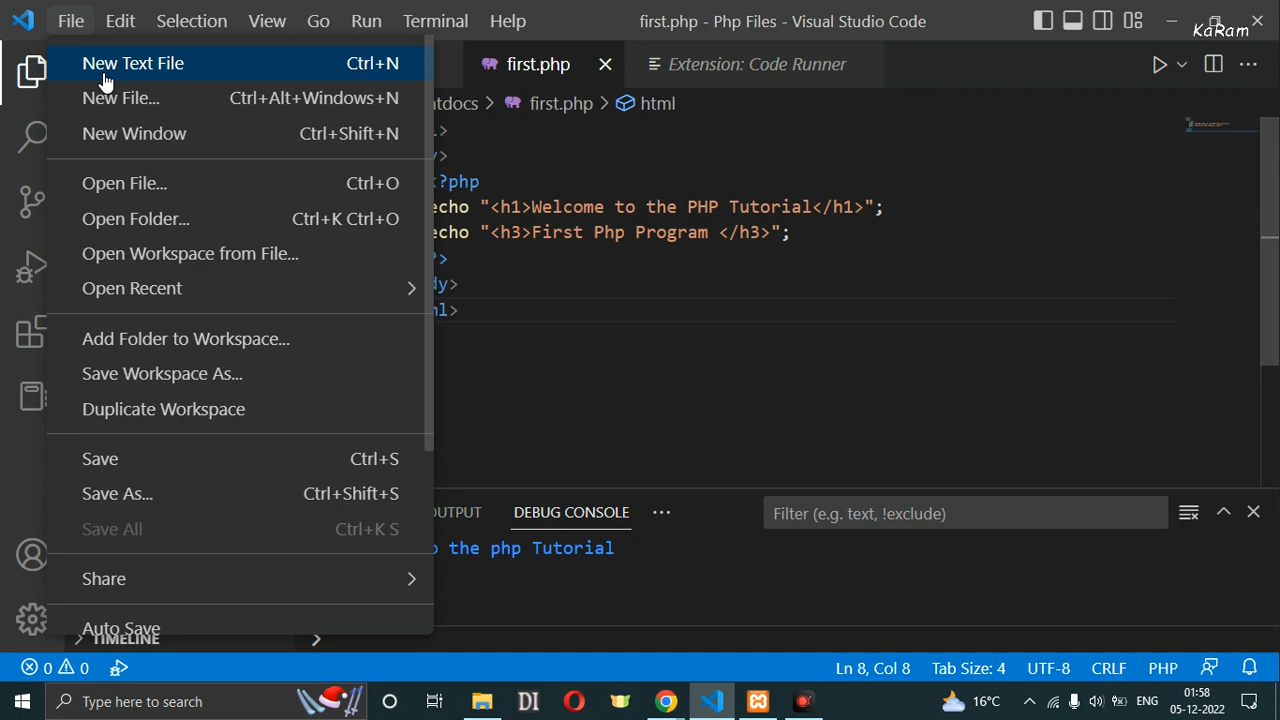 File Edit Selection View Go Run Terminal Help first.php - Php Files - Visual Studio Code
KaRam
New Text File Ctrl+N
New File... Ctrl+Alt+Windows+N
New Window Ctrl+Shift+N
Open File... Ctrl+O
Open Folder... Ctrl+K Ctrl+O
Open Workspace from File...
Open Recent
Add Folder to Workspace...
Save Workspace As...
Duplicate Workspace
Save Ctrl+S
Save As... Ctrl+Shift+S
Save All Ctrl+K S
Share
Auto Save
TIMELINE
first.php Extension: Code Runner
ntdocs > first.php > html
l>
y>
<?php
echo "<h1>Welcome to the PHP Tutorial</h1>";
echo "<h3>First Php Program </h3>";
?>
dy>
ml>
OUTPUT DEBUG CONSOLE ... Filter (e.g. text, !exclude)
o the php Tutorial
0 0 Ln 8, Col 8 Tab Size: 4 UTF-8 CRLF PHP
Type here to search DI 16°C ENG 01:58
05-12-2022